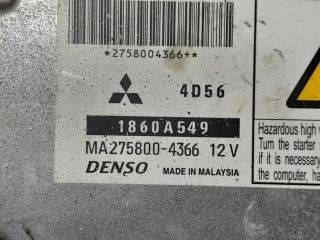 *2758004366+*
4D56
1860A549
MA275800-4366 12V
DENSO MADE IN MALAYSIA
Hazardous high v
Turn the starter
if it is necessary
the computer, ha